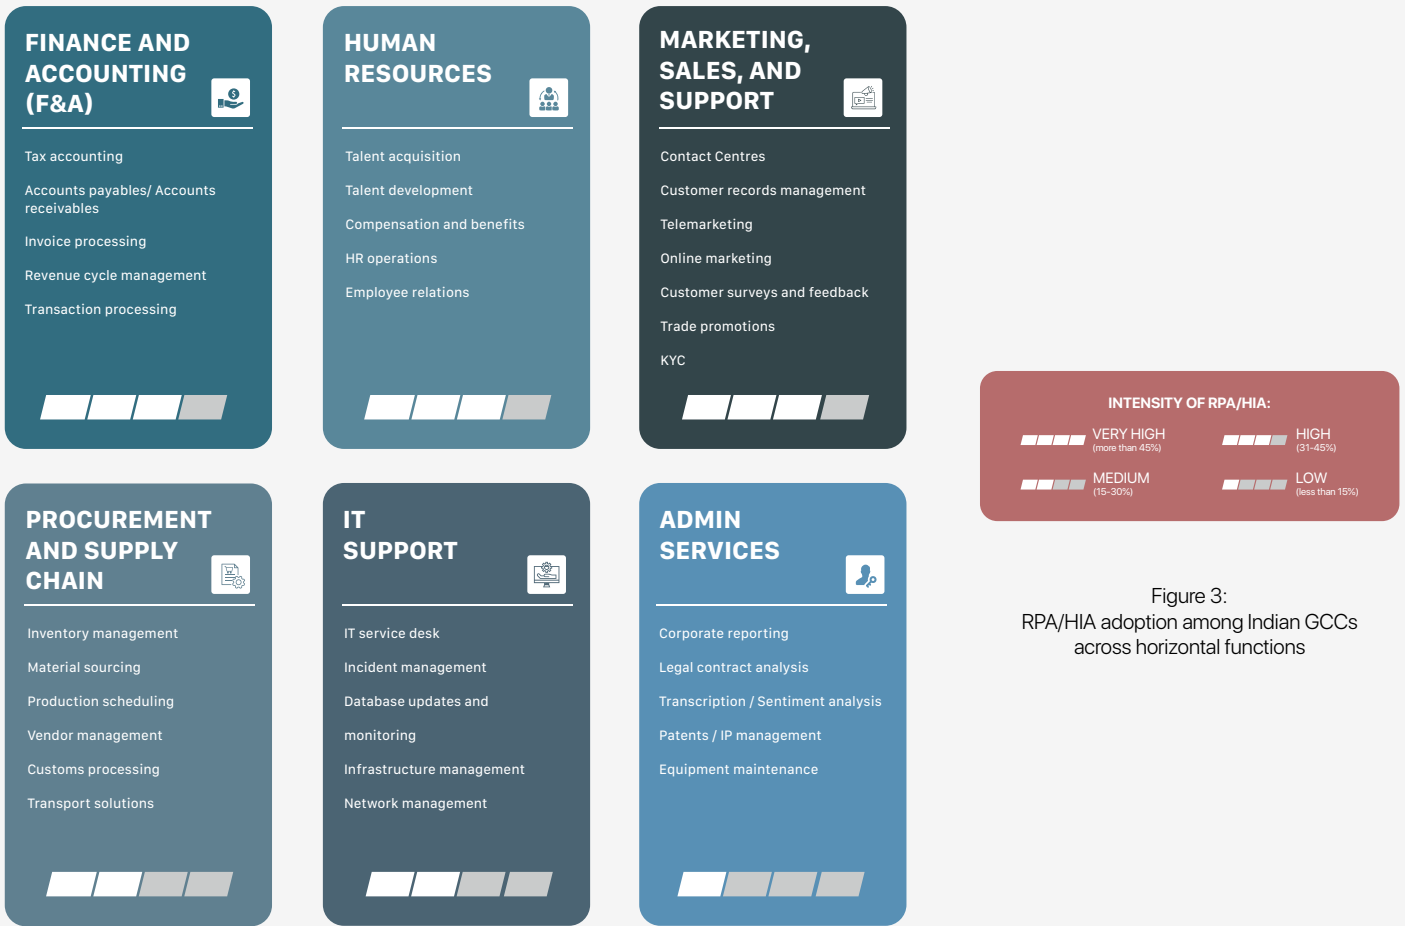 FINANCE AND
ACCOUNTING
(F&A)
Tax accounting
Accounts payables/ Accounts
receivables
Invoice processing
Revenue cycle management
Transaction processing
HUMAN
RESOURCES
Talent acquisition
Talent development
Compensation and benefits
HR operations
Employee relations
MARKETING,
SALES, AND
SUPPORT
Contact Centres
Customer records management
Telemarketing
Online marketing
Customer surveys and feedback
Trade promotions
KYC
PROCUREMENT
AND SUPPLY
CHAIN
Inventory management
Material sourcing
Production scheduling
Vendor management
Customs processing
Transport solutions
IT
SUPPORT
IT service desk
Incident management
Database updates and
monitoring
Infrastructure management
Network management
ADMIN
SERVICES
Corporate reporting
Legal contract analysis
Transcription / Sentiment analysis
Patents / IP management
Equipment maintenance
INTENSITY OF RPA/HIA:
VERY HIGH
(more than 45%)
HIGH
(31-45%)
MEDIUM
(15-30%)
LOW
(less than 15%)
Figure 3:
RPA/HIA adoption among Indian GCCs
across horizontal functions